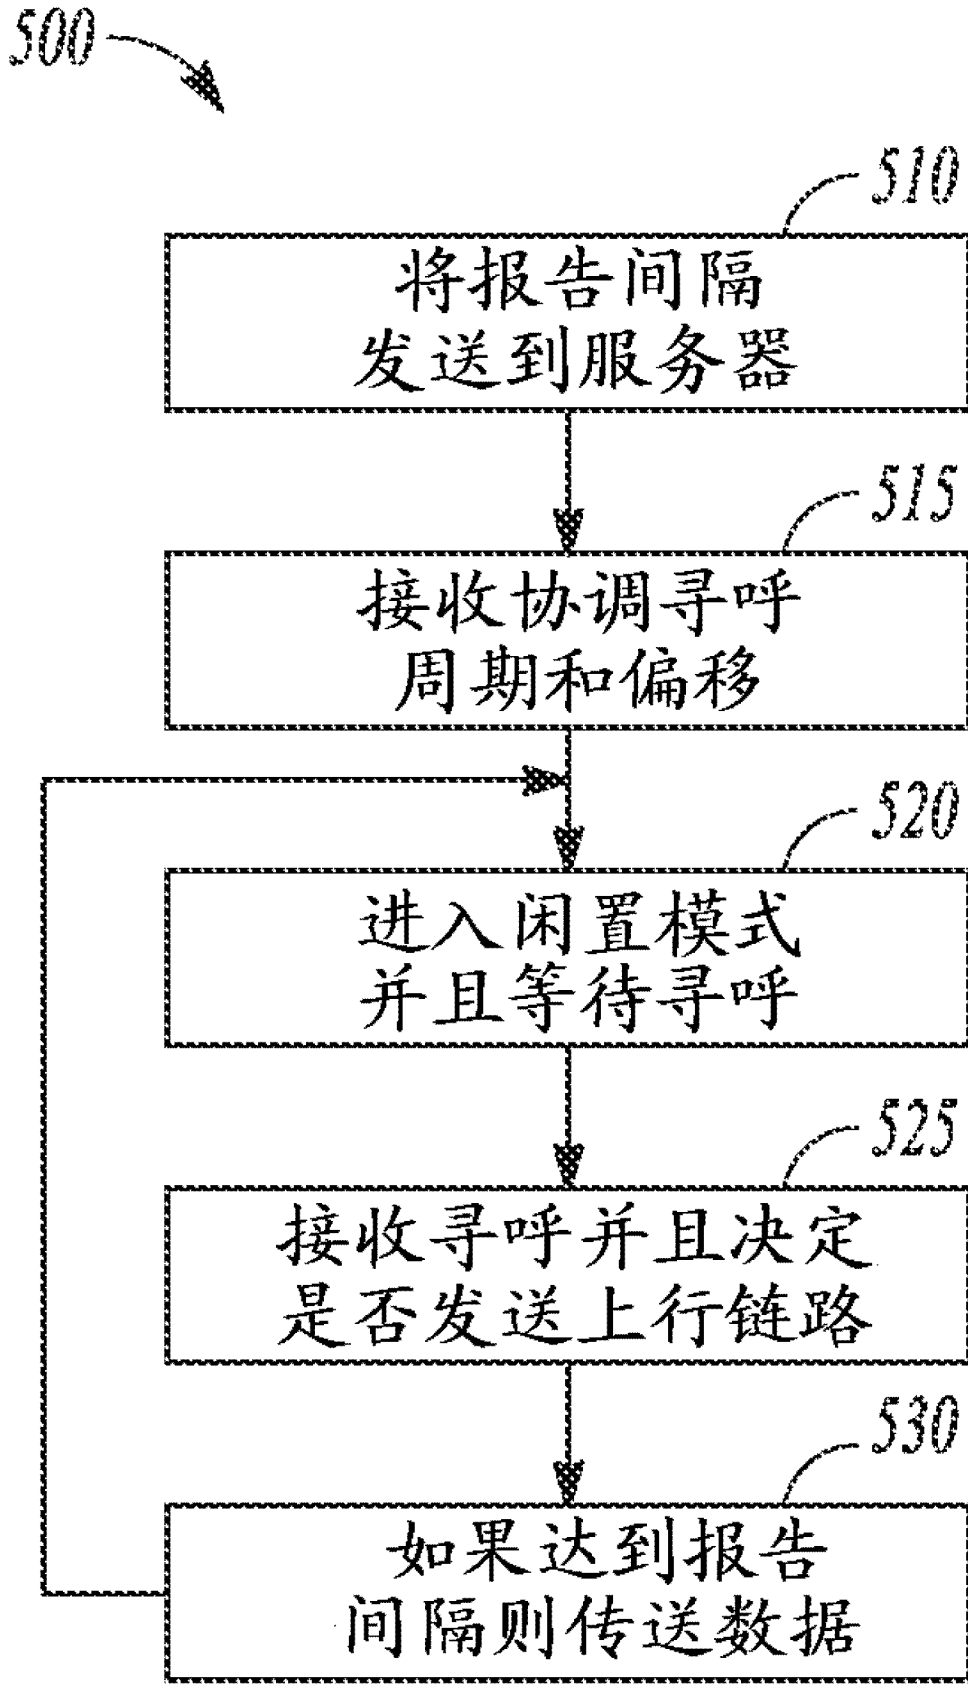 500
510
将报告间隔
发送到服务器
515
接收协调寻呼
周期和偏移
520
进入闲置模式
并且等待寻呼
525
接收寻呼并且决定
是否发送上行链路
530
如果达到报告
间隔则传送数据